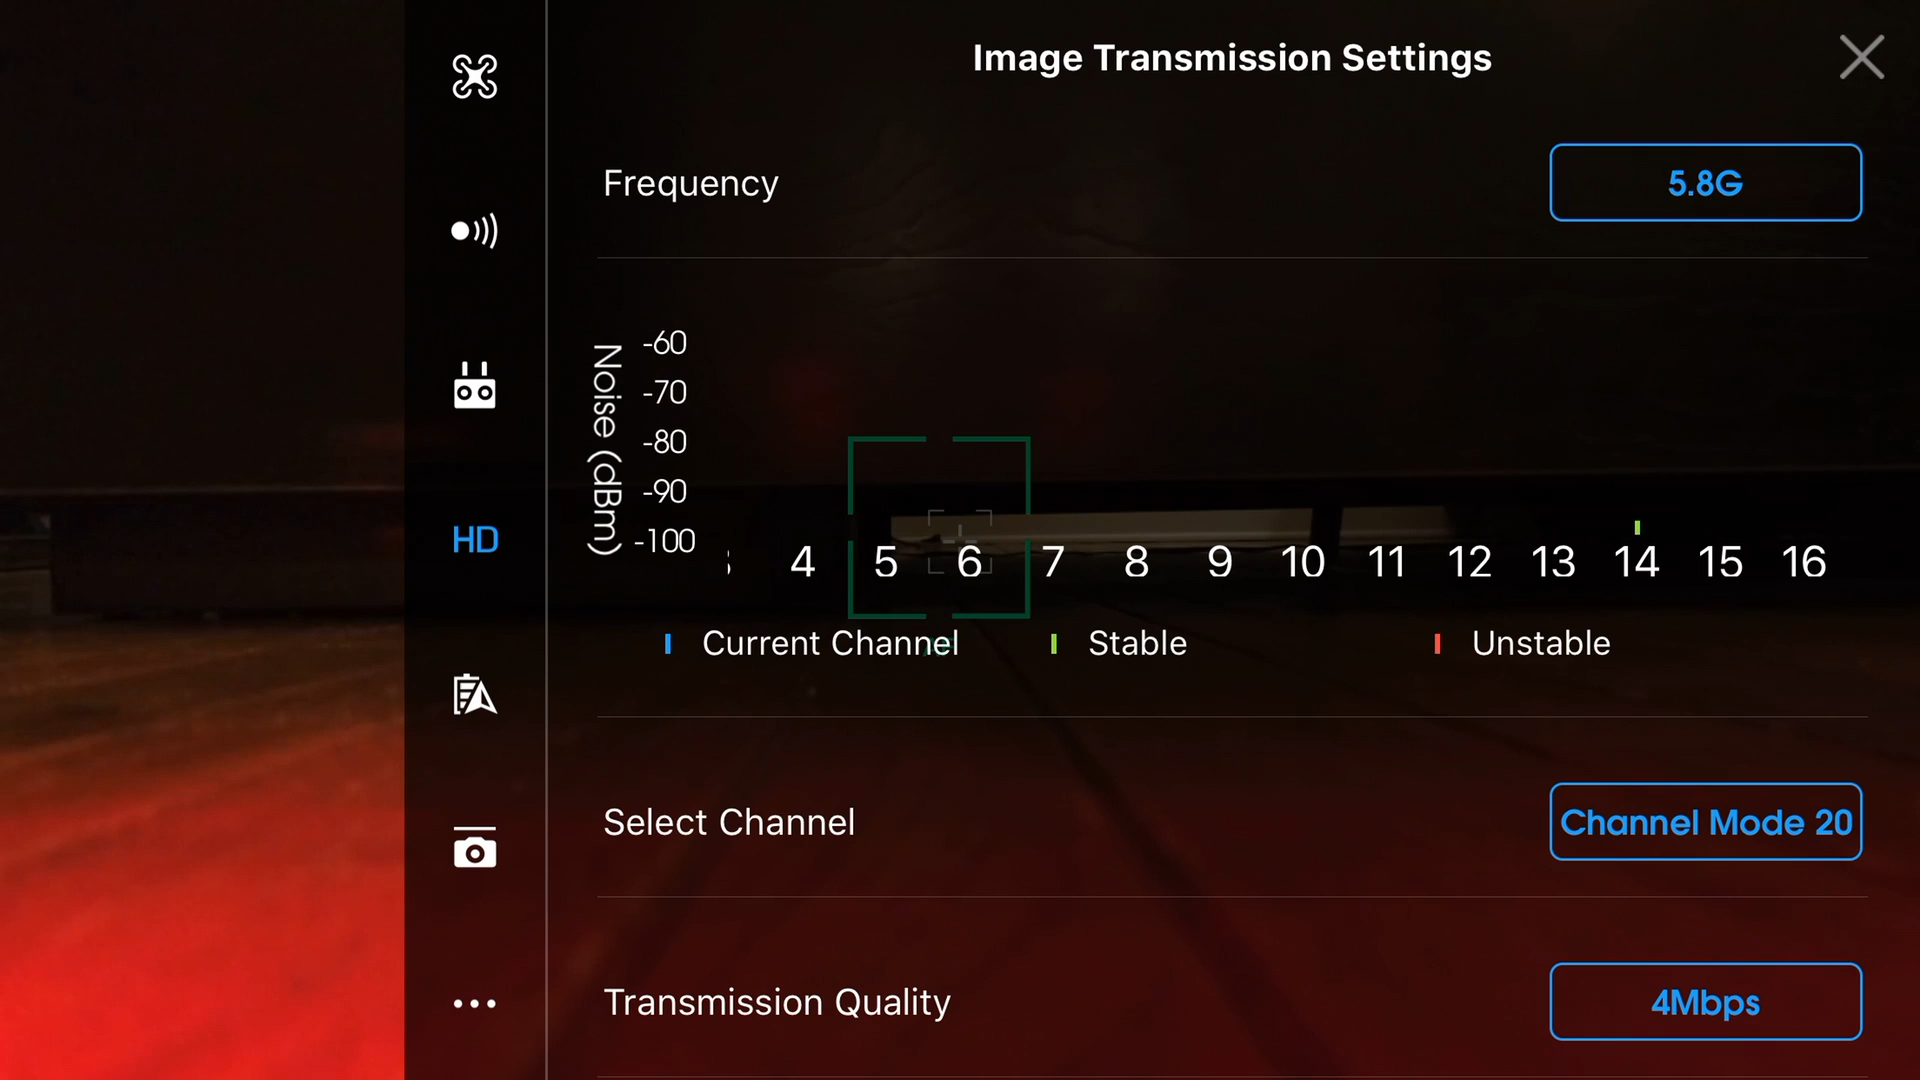 Image Transmission Settings
Frequency
5.8G
Noise (dBm)
-60
-70
-80
-90
-100
4 5 6 7 8 9 10 11 12 13 14 15 16
Current Channel
Stable
Unstable
Select Channel
Channel Mode 20
HD
Transmission Quality
4Mbps